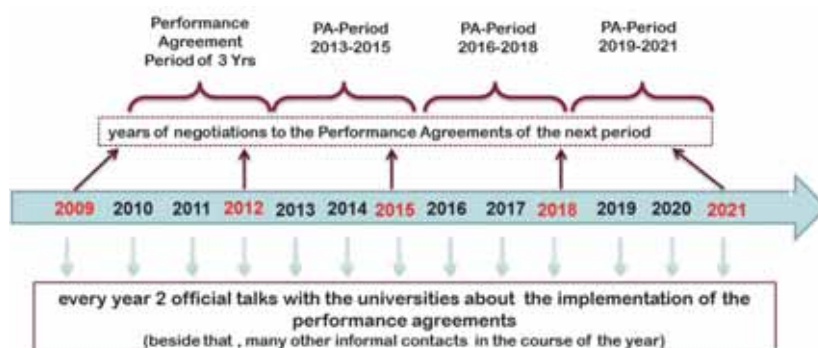 Performance
Agreement
Period of 3 Yrs
PA-Period
2013-2015
PA-Period
2016-2018
PA-Period
2019-2021
years of negotiations to the Performance Agreements of the next period
2009 2010 2011 2012 2013 2014 2015 2016 2017 2018 2019 2020 2021
every year 2 official talks with the universities about the implementation of the
performance agreements
(beside that , many other informal contacts in the course of the year)